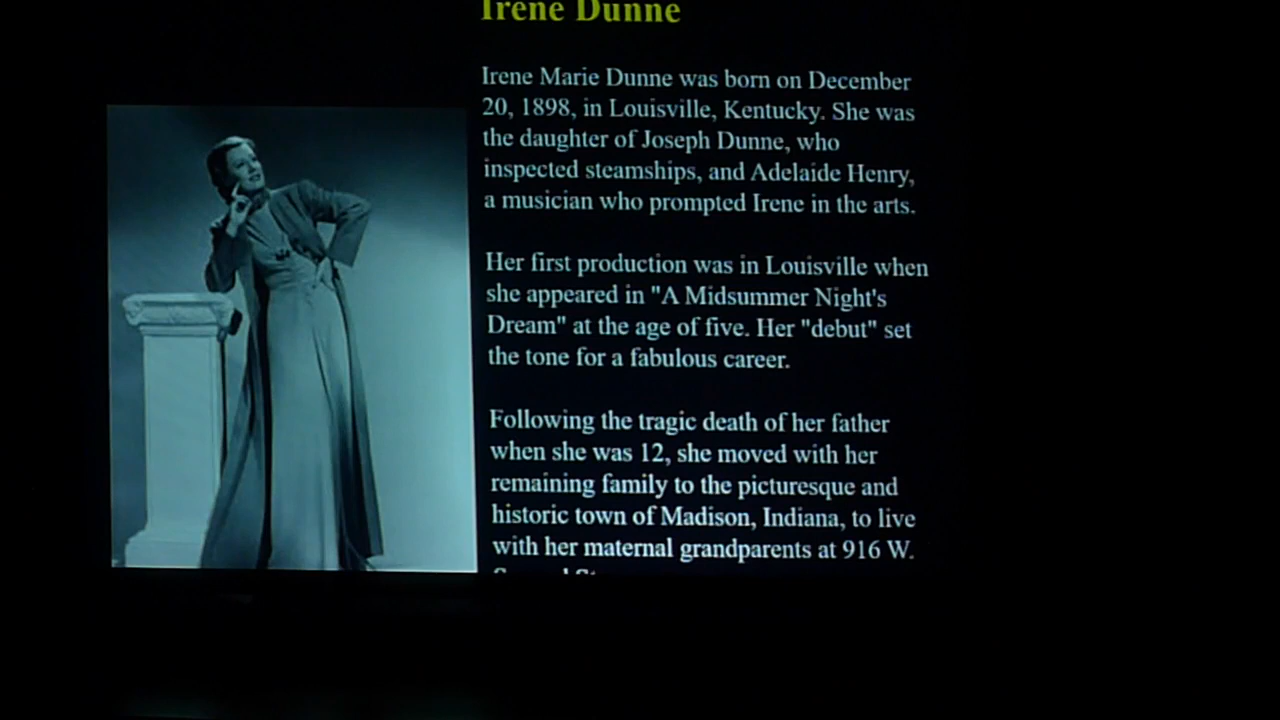 Irene Dunne
Irene Marie Dunne was born on December
20, 1898, in Louisville, Kentucky. She was
the daughter of Joseph Dunne, who
inspected steamships, and Adelaide Henry,
a musician who prompted Irene in the arts.
Her first production was in Louisville when
she appeared in "A Midsummer Night's
Dream" at the age of five. Her "debut" set
the tone for a fabulous career.
Following the tragic death of her father
when she was 12, she moved with her
remaining family to the picturesque and
historic town of Madison, Indiana, to live
with her maternal grandparents at 916 W.